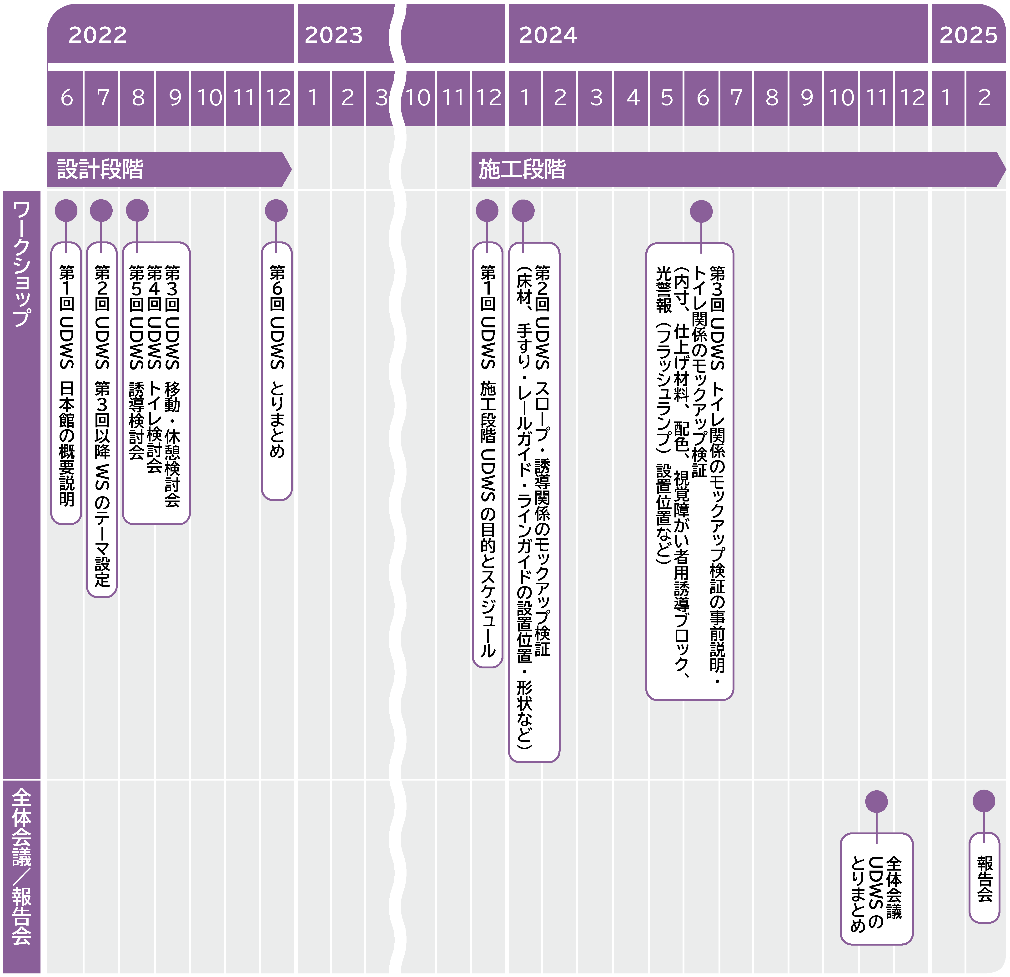 2022
2023
2024
2025
6 7 8 9 10 11 12 1 2 3 10 11 12 1 2 3 4 5 6 7 8 9 10 11 12 1 2
設計段階
施工段階
ワークショップ
第1回 UDWS 日本館の概要説明
第2回 UDWS 第3回以降 WS のテーマ設定
第3回 UDWS 移動・休憩検討会
第4回 UDWS トイレ検討会
第5回 UDWS 誘導検討会
第6回 UDWS とりまとめ
第1回 UDWS 施工段階 UDWS の目的とスケジュール
第2回 UDWS スロープ・誘導関係のモックアップ検証
(床材、手すり・レールガイド・ラインガイドの設置位置・形状など)
第3回 UDWS トイレ関係のモックアップ検証の事前説明・
トイレ関係のモックアップ検証
(内寸、仕上げ材料、配色、視覚障がい者用誘導ブロック、
光警報(フラッシュランプ)設置位置など)
全体会議/報告会
全体会議
UDWS の
とりまとめ
報告会